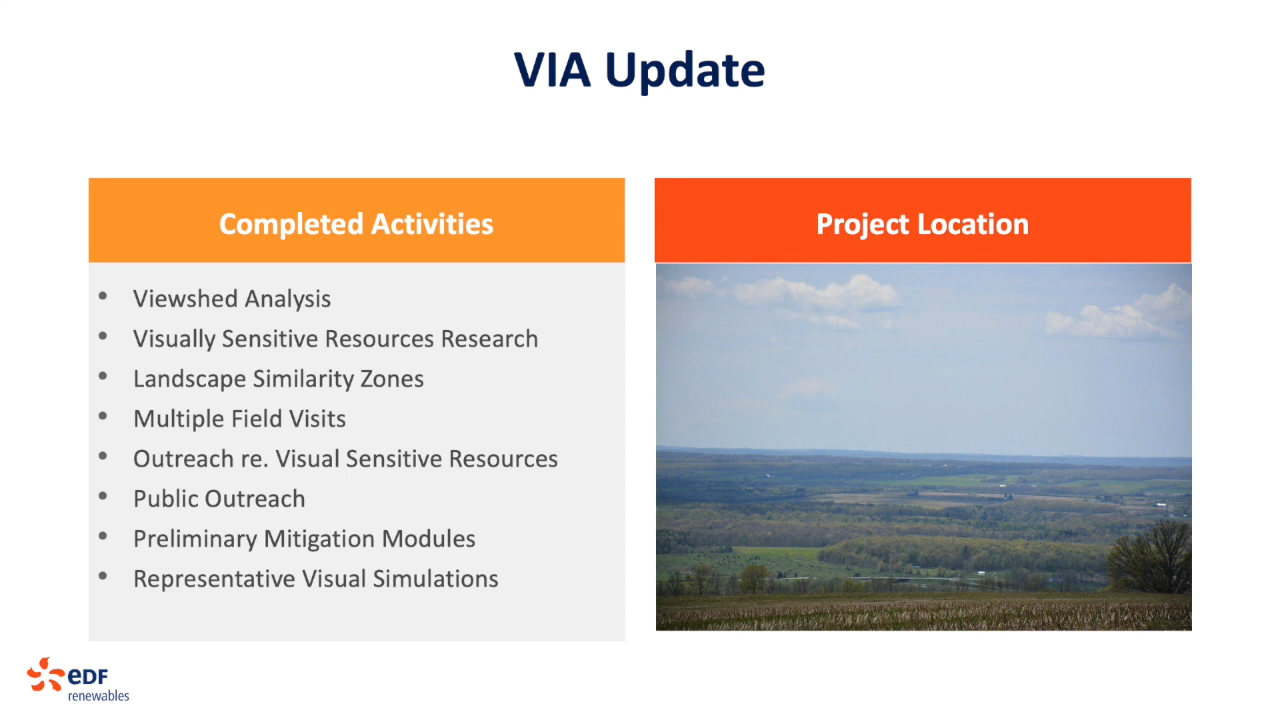 VIA Update
Completed Activities
• Viewshed Analysis
• Visually Sensitive Resources Research
• Landscape Similarity Zones
• Multiple Field Visits
• Outreach re. Visual Sensitive Resources
• Public Outreach
• Preliminary Mitigation Modules
• Representative Visual Simulations
Project Location
eDF
renewables